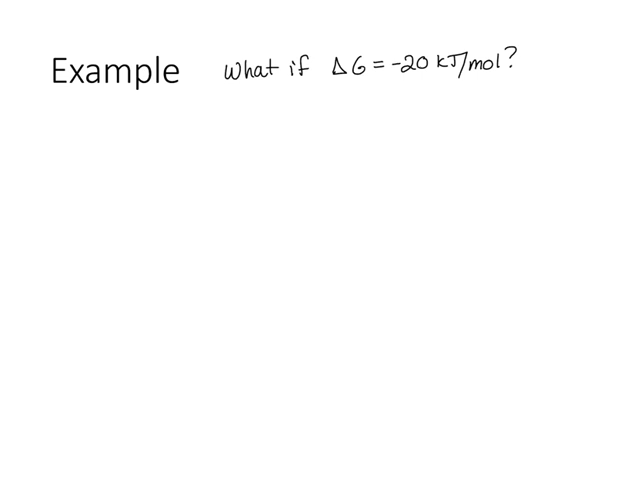 Example What if ΔG = -20 kJ/mol?